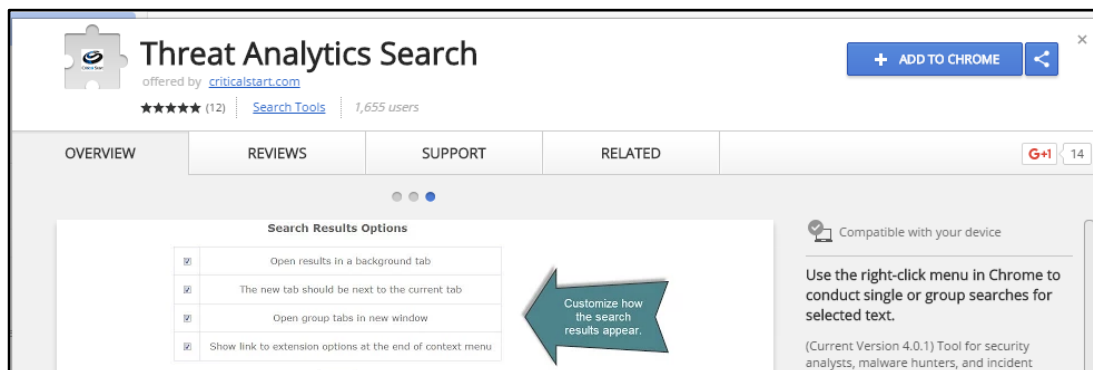 Threat Analytics Search
offered by criticalstart.com
(12) Search Tools 1,655 users
+ ADD TO CHROME
OVERVIEW REVIEWS SUPPORT RELATED
G+1 14
Search Results Options
Open results in a background tab
The new tab should be next to the current tab
Open group tabs in new window
Show link to extension options at the end of context menu
Customize how
the search
results appear.
Compatible with your device
Use the right-click menu in Chrome to
conduct single or group searches for
selected text.
(Current Version 4.0.1) Tool for security
analysts, malware hunters, and incident